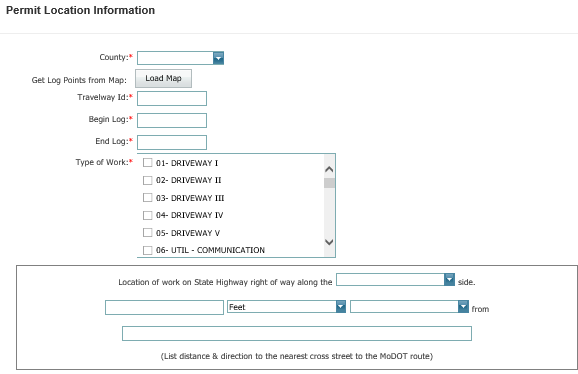 Permit Location Information
County:*
Get Log Points from Map: Load Map
Travelway Id:*
Begin Log:*
End Log:*
Type of Work:*
01- DRIVEWAY I
02- DRIVEWAY II
03- DRIVEWAY III
04- DRIVEWAY IV
05- DRIVEWAY V
06- UTIL - COMMUNICATION
Location of work on State Highway right of way along the side.
Feet from
(List distance & direction to the nearest cross street to the MoDOT route)